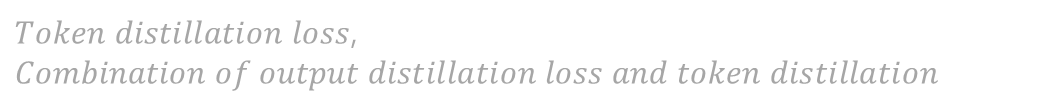 Token distillation loss,
Combination of output distillation loss and token distillation